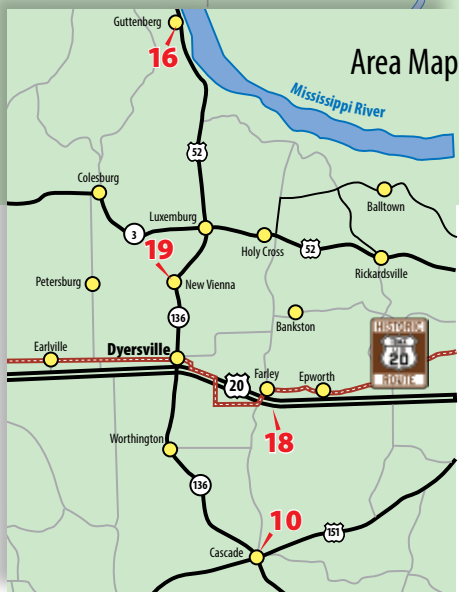 Guttenberg
16
Area Map
Mississippi River
52
Colesburg
Luxemburg
Balltown
3
Holy Cross
52
19
Rickardsville
Petersburg
New Vienna
136
Bankston
HISTORIC
20
ROUTE
Earlville
Dyersville
20
Farley
Epworth
18
Worthington
136
10
151
Cascade